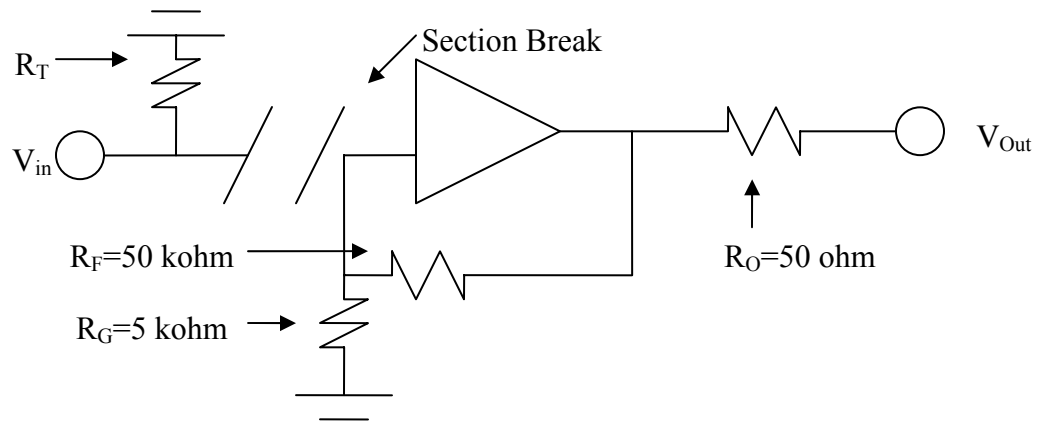 Section Break
R_T
V_in
V_Out
R_F=50 kohm
R_O=50 ohm
R_G=5 kohm